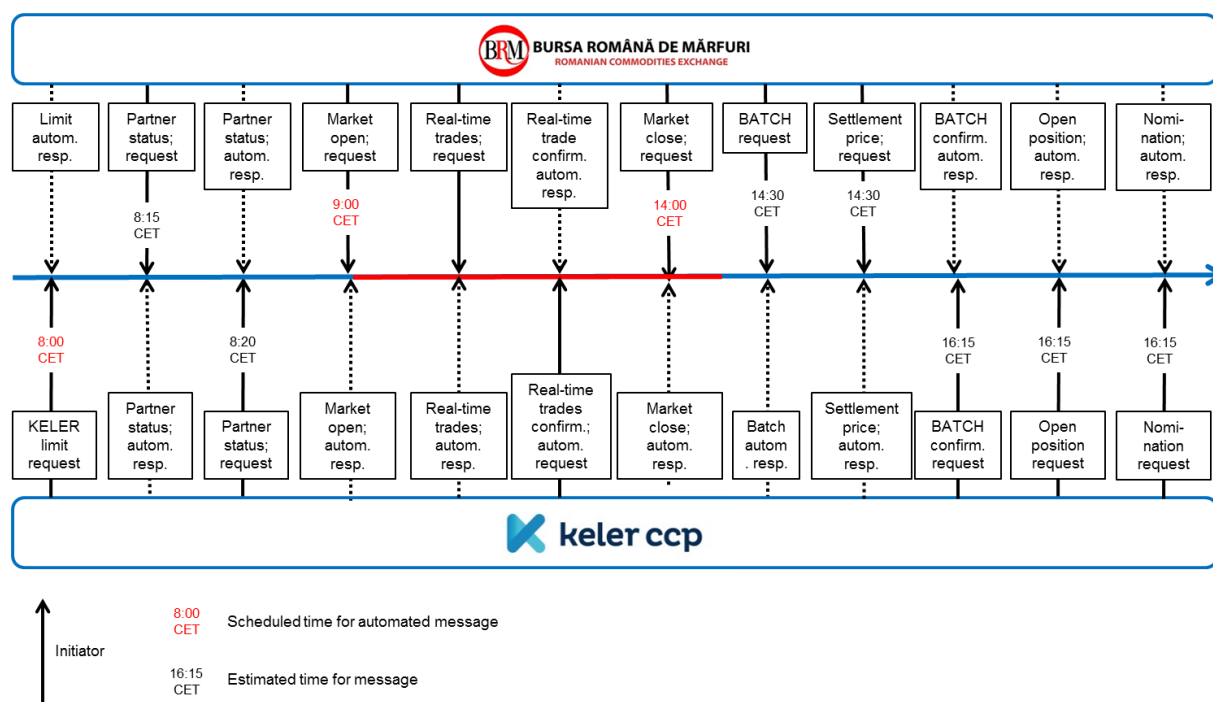 BRM BURSA ROMÂNĂ DE MĂRFURI
ROMANIAN COMMODITIES EXCHANGE
Limit
autom.
resp.
Partner
status;
request
Partner
status;
autom.
resp.
Market
open;
request
Real-time
trades;
request
Real-time
trade
confirm.
autom.
resp.
Market
close;
request
BATCH
request
Settlement
price;
request
BATCH
confirm.
autom.
resp.
Open
position;
autom.
resp.
Nomi-
nation;
autom.
resp.
8:15
CET
9:00
CET
14:00
CET
14:30
CET
14:30
CET
8:00
CET
8:20
CET
16:15
CET
16:15
CET
16:15
CET
KELER
limit
request
Partner
status;
autom.
resp.
Partner
status;
request
Market
open;
autom.
resp.
Real-time
trades;
autom.
resp.
Real-time
trades
confirm.;
autom.
request
Market
close;
autom.
resp.
Batch
autom
. resp.
Settlement
price;
autom.
resp.
BATCH
confirm.
request
Open
position
request
Nomi-
nation
request
keler ccp
Initiator
8:00
CET
Scheduled time for automated message
16:15
CET
Estimated time for message